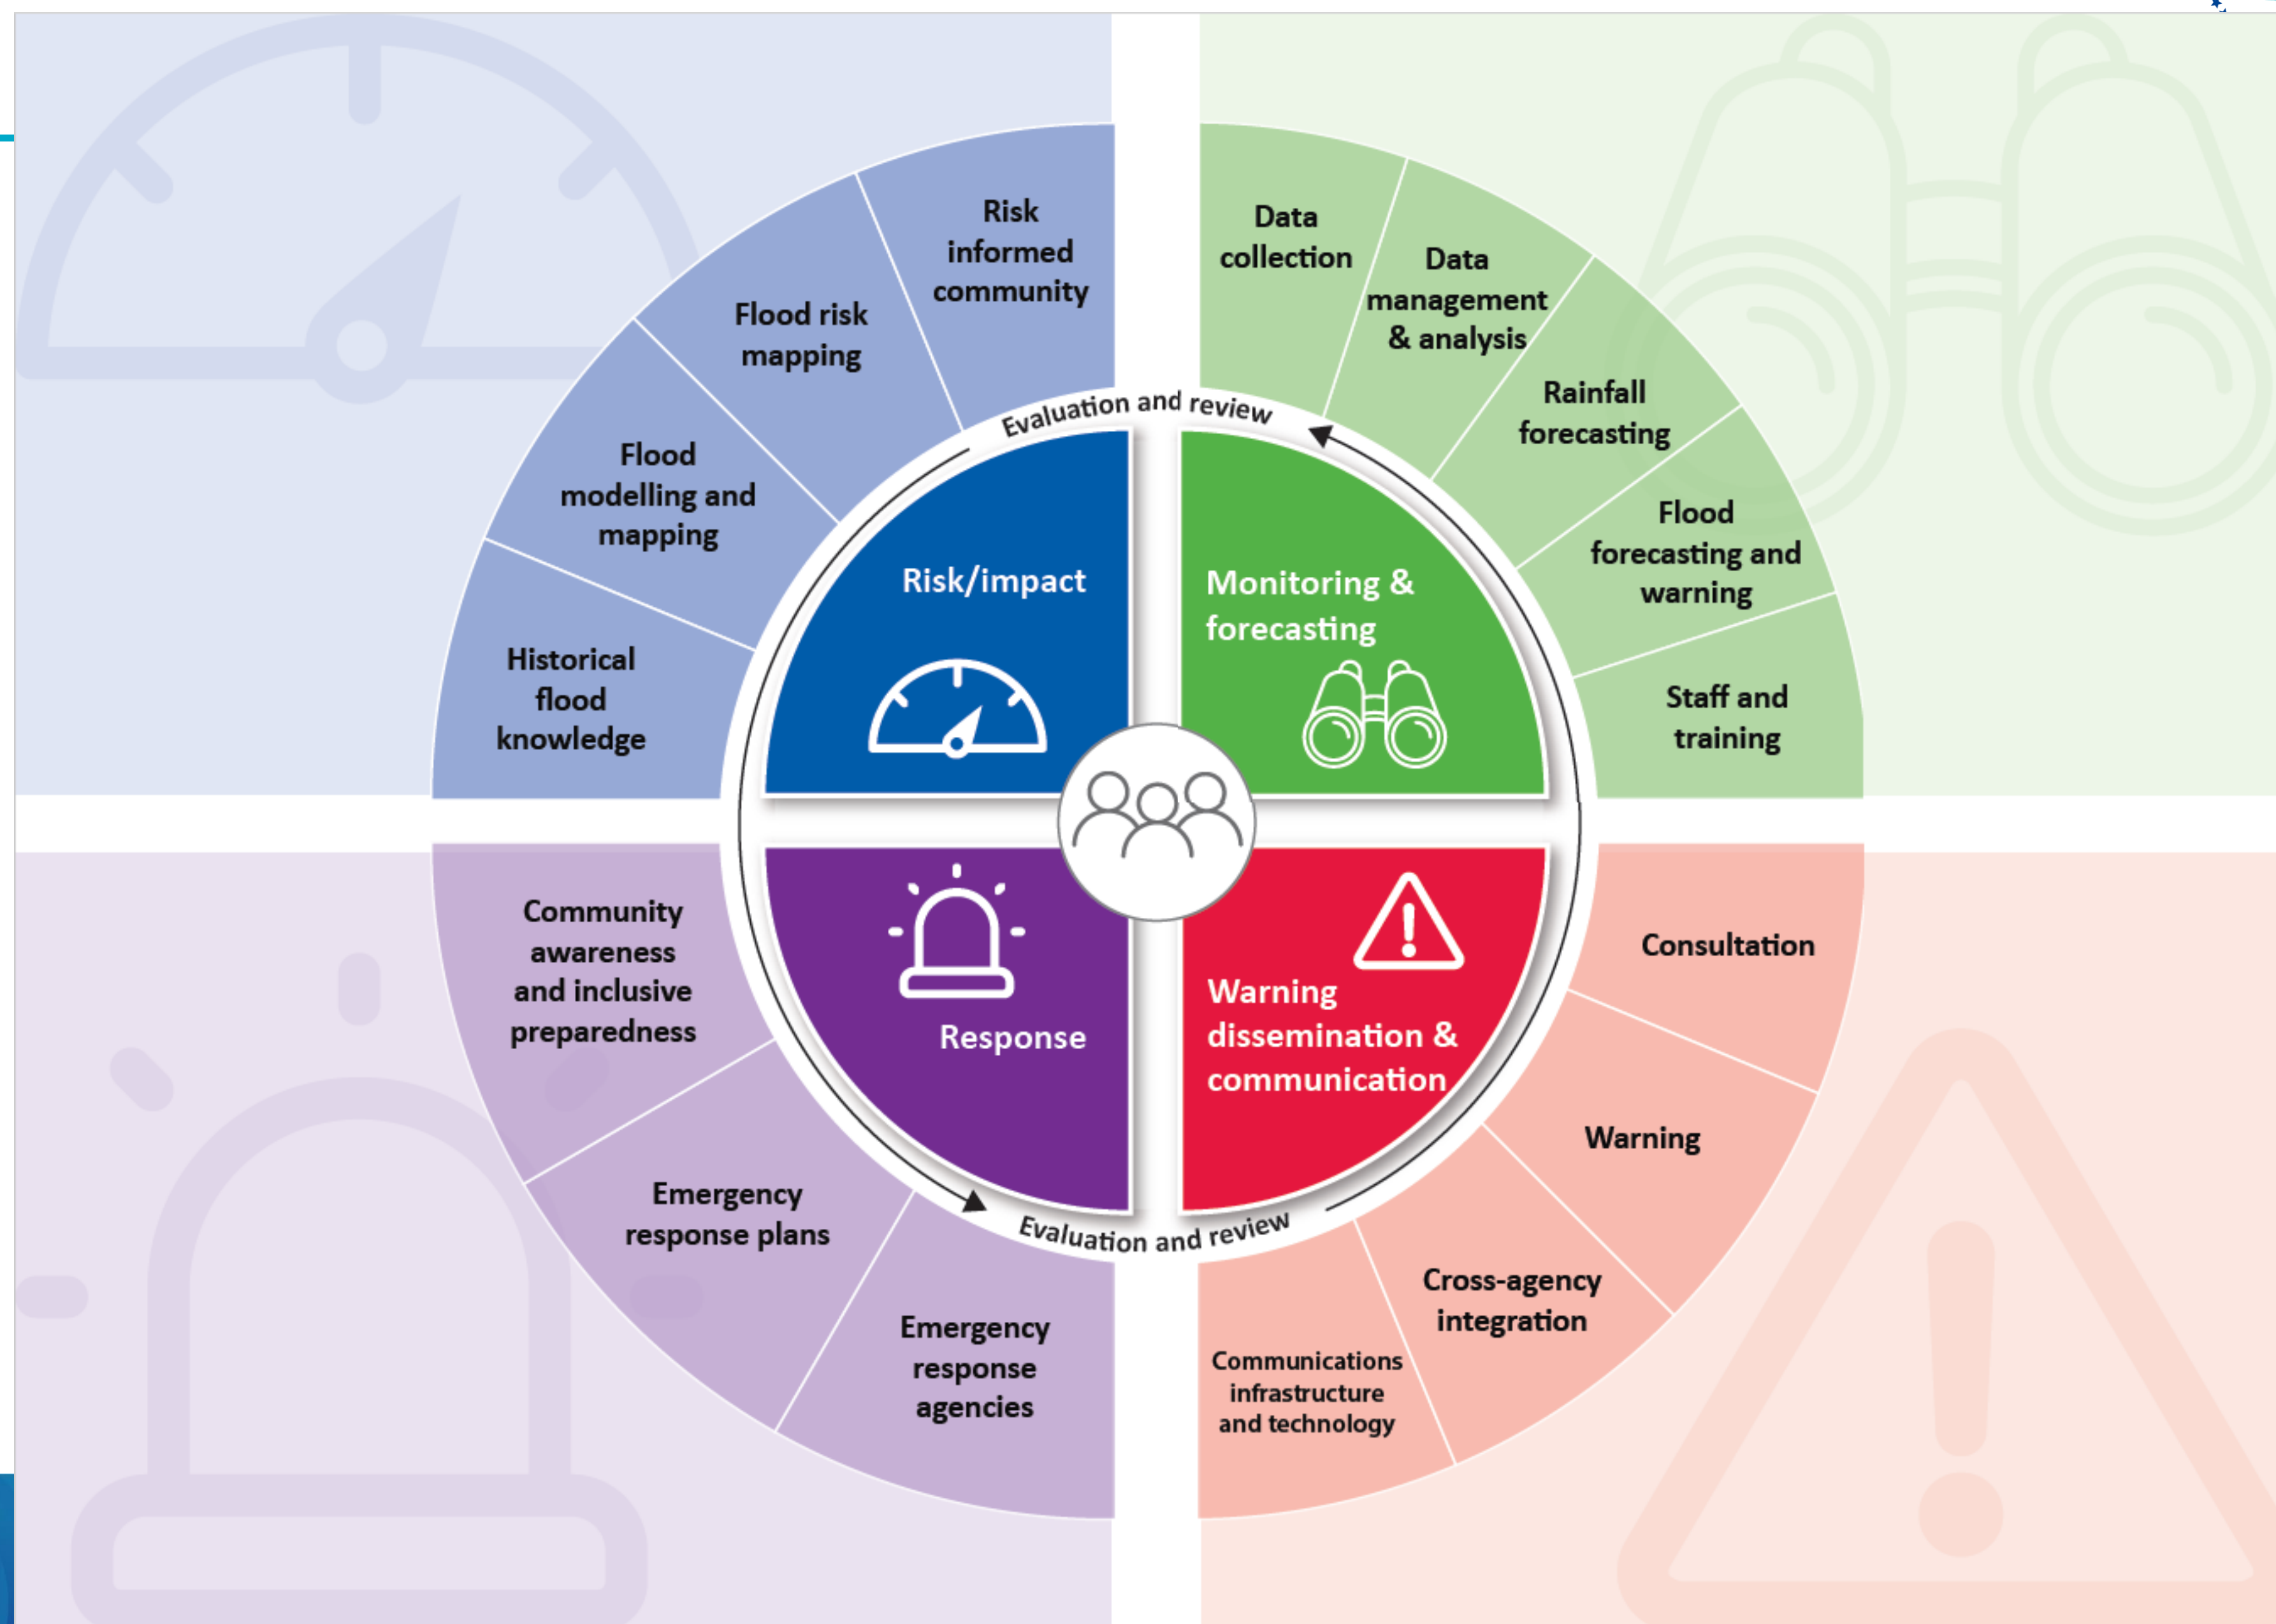 Risk
informed
community
Flood risk
mapping
Flood
modelling and
mapping
Historical
flood
knowledge
Data
collection
Data
management
& analysis
Rainfall
forecasting
Flood
forecasting and
warning
Staff and
training
Evaluation and review
Risk/impact
Monitoring &
forecasting
Response
Warning
dissemination &
communication
Evaluation and review
Community
awareness
and inclusive
preparedness
Emergency
response plans
Emergency
response
agencies
Consultation
Warning
Cross-agency
integration
Communications
infrastructure
and technology